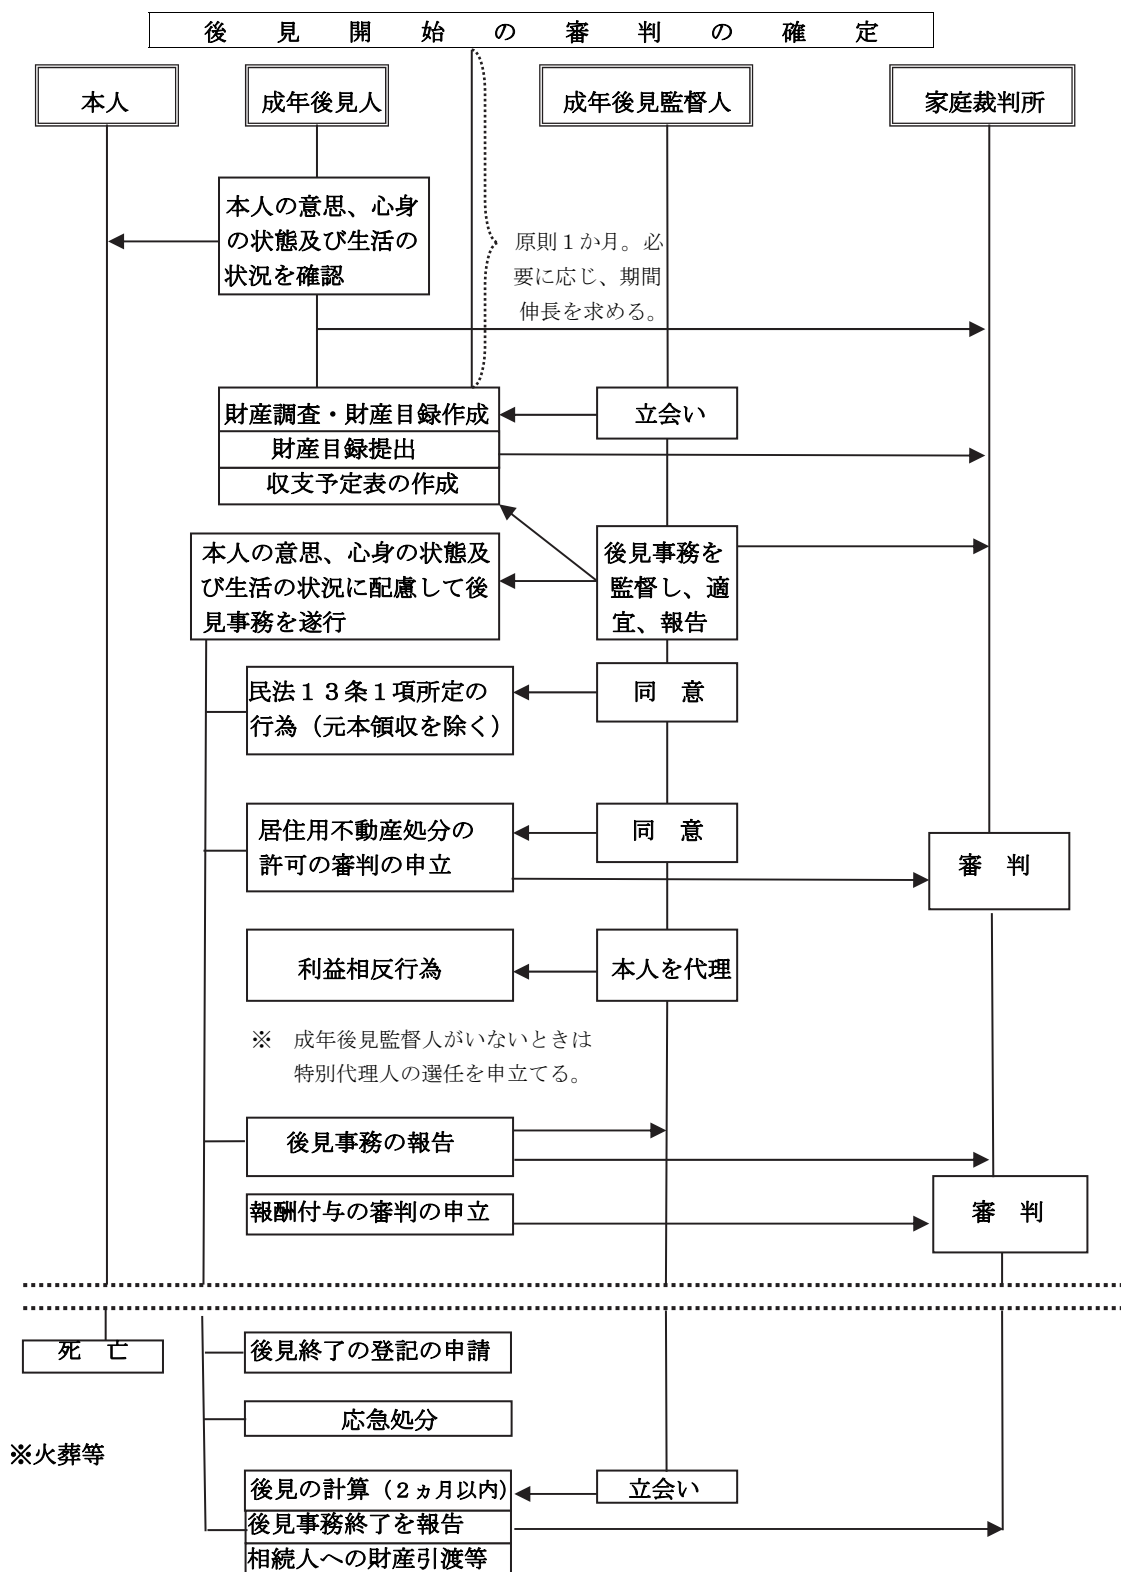 後見開始の審判の確定
本人
成年後見人
成年後見監督人
家庭裁判所
本人の意思、心身
の状態及び生活の
状況を確認
原則１か月。必
要に応じ、期間
伸長を求める。
財産調査・財産目録作成
立会い
財産目録提出
収支予定表の作成
本人の意思、心身の状態及
び生活の状況に配慮して後
見事務を遂行
後見事務を
監督し、適
宜、報告
民法１３条１項所定の
行為（元本領収を除く）
同　意
居住用不動産処分の
許可の審判の申立
同　意
審　判
利益相反行為
本人を代理
※　成年後見監督人がいないときは
特別代理人の選任を申立てる。
後見事務の報告
報酬付与の審判の申立
審　判
死　亡
後見終了の登記の申請
応急処分
※火葬等
後見の計算（２ヵ月以内）
立会い
後見事務終了を報告
相続人への財産引渡等